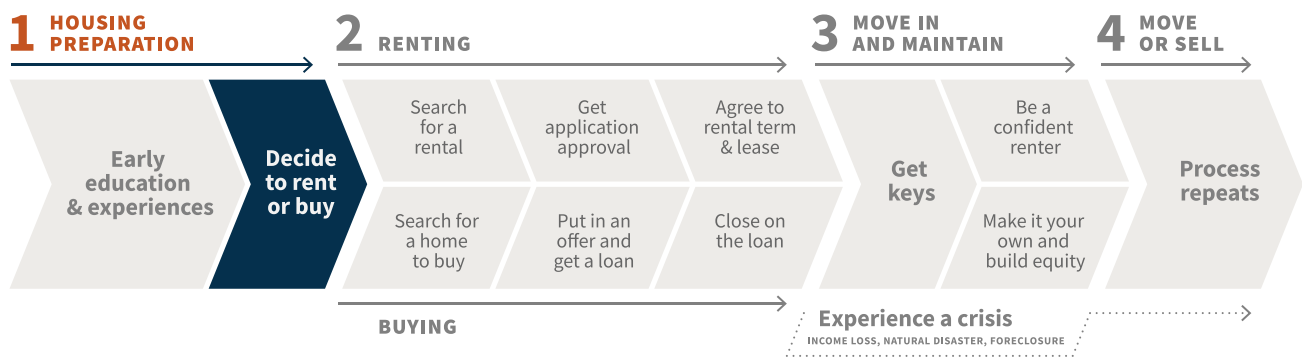 1 HOUSING
PREPARATION
2 RENTING
3 MOVE IN
AND MAINTAIN
4 MOVE
OR SELL
Early
education
& experiences
Decide
to rent
or buy
Search
for a
rental
Get
application
approval
Agree to
rental term
& lease
Search for
a home
to buy
Put in an
offer and
get a loan
Close on
the loan
Get
keys
Be a
confident
renter
Make it your
own and
build equity
Process
repeats
BUYING
Experience a crisis
INCOME LOSS, NATURAL DISASTER, FORECLOSURE